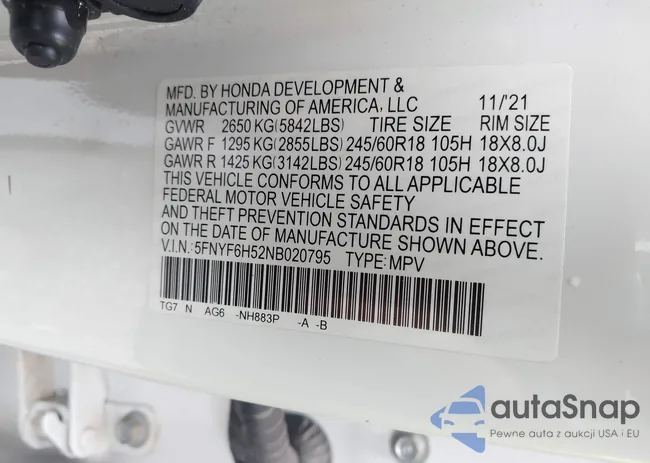 MFD. BY HONDA DEVELOPMENT &
MANUFACTURING OF AMERICA, LLC 11/'21
GVWR 2650 KG(5842LBS) TIRE SIZE RIM SIZE
GAWR F 1295 KG(2855LBS) 245/60R18 105H 18X8.0J
GAWR R 1425 KG(3142LBS) 245/60R18 105H 18X8.0J
THIS VEHICLE CONFORMS TO ALL APPLICABLE
FEDERAL MOTOR VEHICLE SAFETY
AND THEFT PREVENTION STANDARDS IN EFFECT
ON THE DATE OF MANUFACTURE SHOWN ABOVE.
V.I.N.:5FNYF6H52NB020795 TYPE:MPV
TG7 N AG6 -NH883P -A -B
autaSnap
Pewne auta z aukcji USA i EU